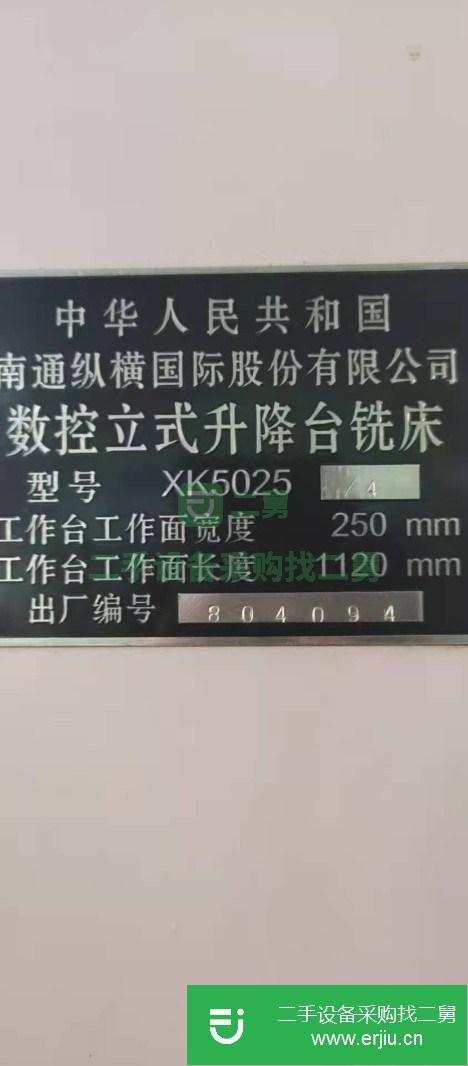 中华人民共和国
南通纵横国际股份有限公司
数控立式升降台铣床
型号 XK5025 /4
二舅
工作台工作面宽度 250 mm
工作台工作面长度 1120 mm
二手设备采购找二舅
出厂编号 804094
二手设备采购找二舅
www.erjiu.cn